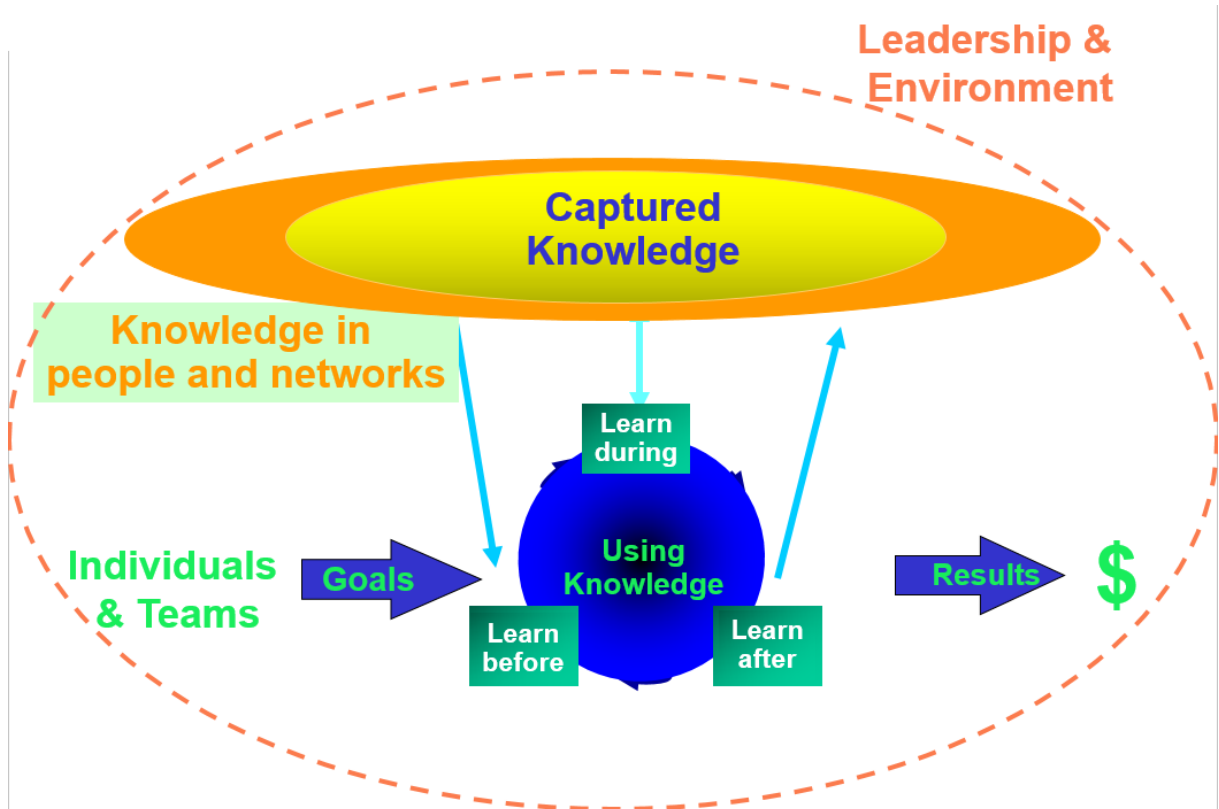 Leadership &
Environment
Captured
Knowledge
Knowledge in
people and networks
Learn
during
Individuals
& Teams
Goals
Using
Knowledge
Results
$
Learn
before
Learn
after